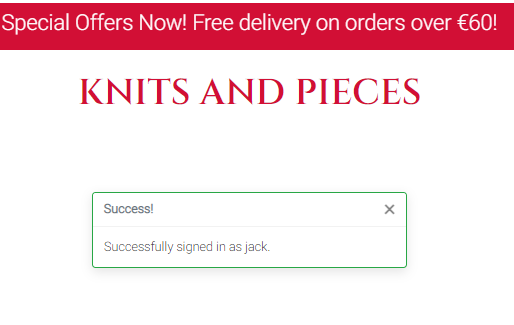 Special Offers Now! Free delivery on orders over €60!
KNITS AND PIECES
Success!
Successfully signed in as jack.